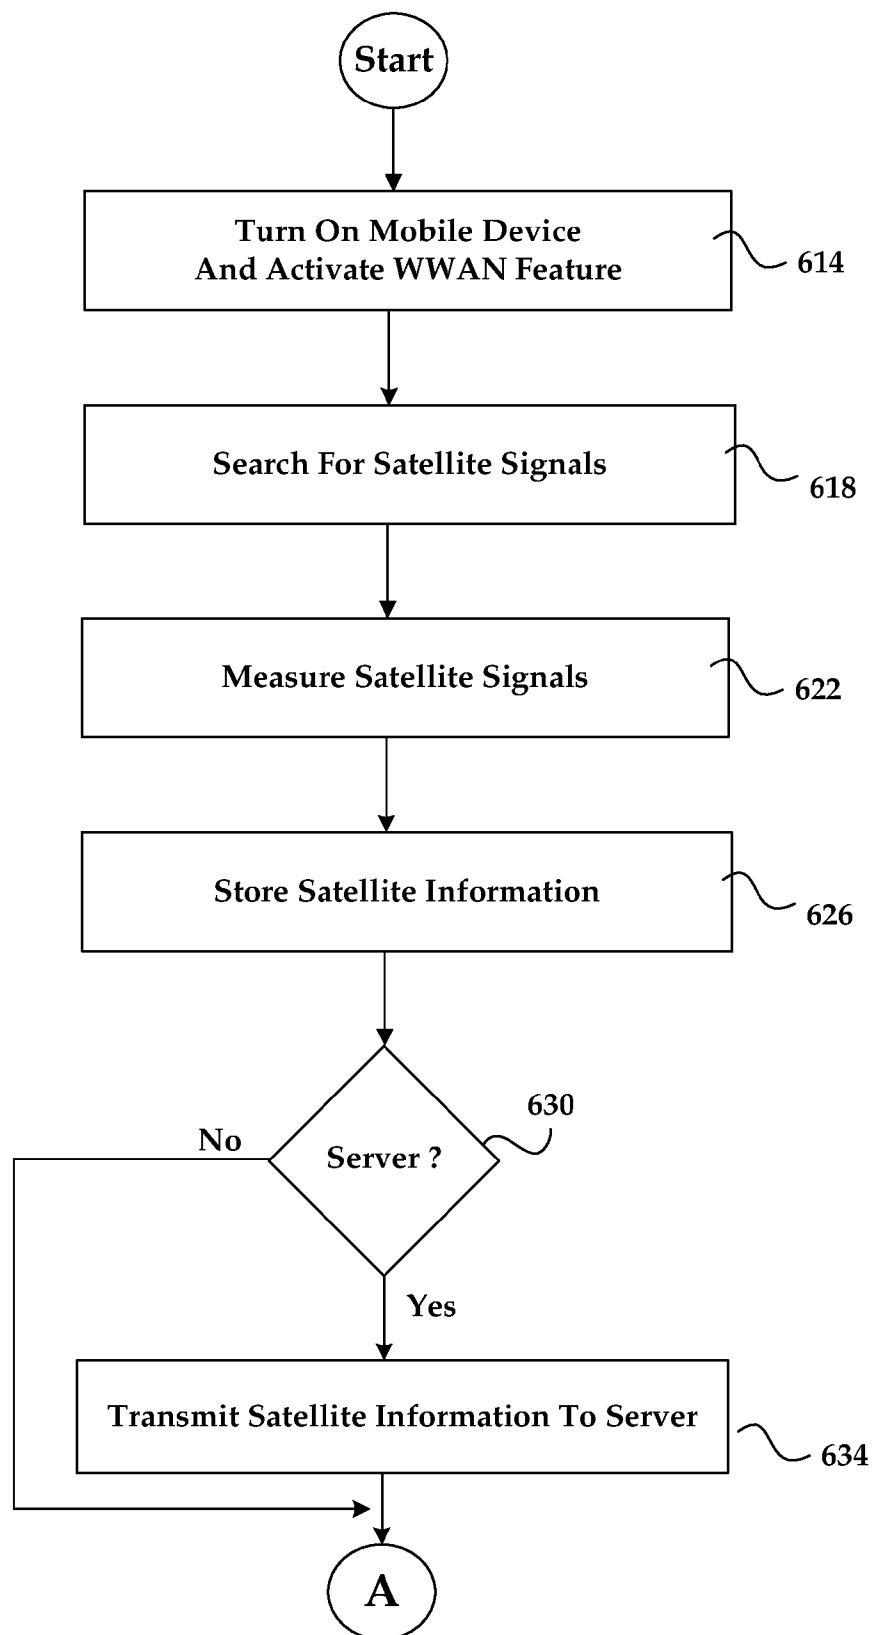 Start
Turn On Mobile Device
And Activate WWAN Feature
614
Search For Satellite Signals
618
Measure Satellite Signals
622
Store Satellite Information
626
630
No
Server ?
Yes
Transmit Satellite Information To Server
634
A